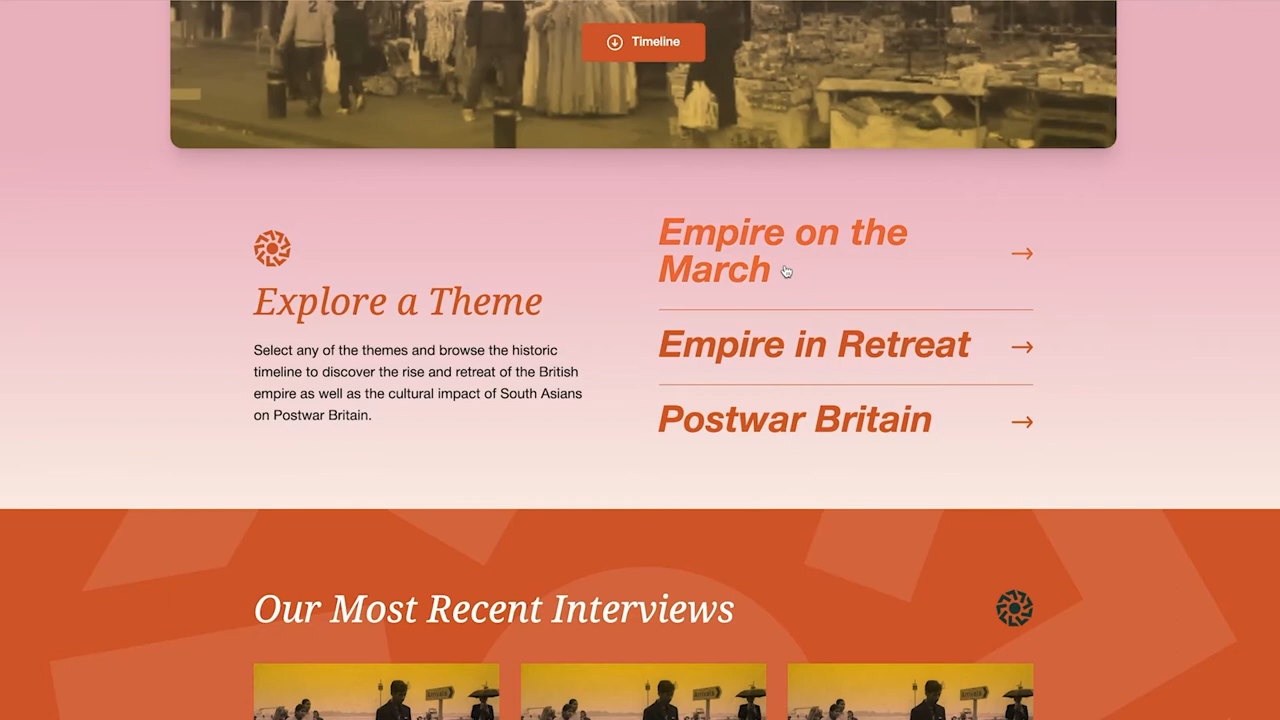 Timeline
Explore a Theme
Select any of the themes and browse the historic
timeline to discover the rise and retreat of the British
empire as well as the cultural impact of South Asians
on Postwar Britain.
Empire on the
March
Empire in Retreat
Postwar Britain
Our Most Recent Interviews